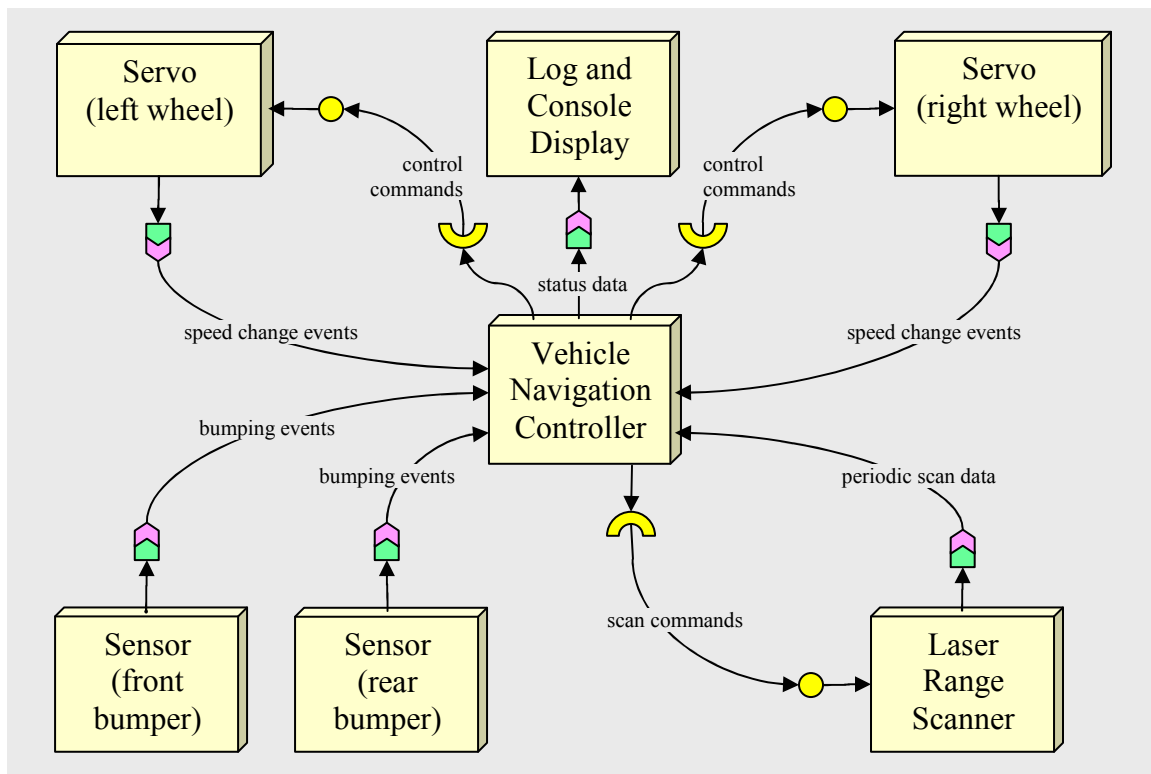 Servo
(left wheel)
Log and
Console
Display
Servo
(right wheel)
control
commands
control
commands
status data
speed change events
speed change events
Vehicle
Navigation
Controller
bumping events
bumping events
periodic scan data
scan commands
Sensor
(front
bumper)
Sensor
(rear
bumper)
Laser
Range
Scanner